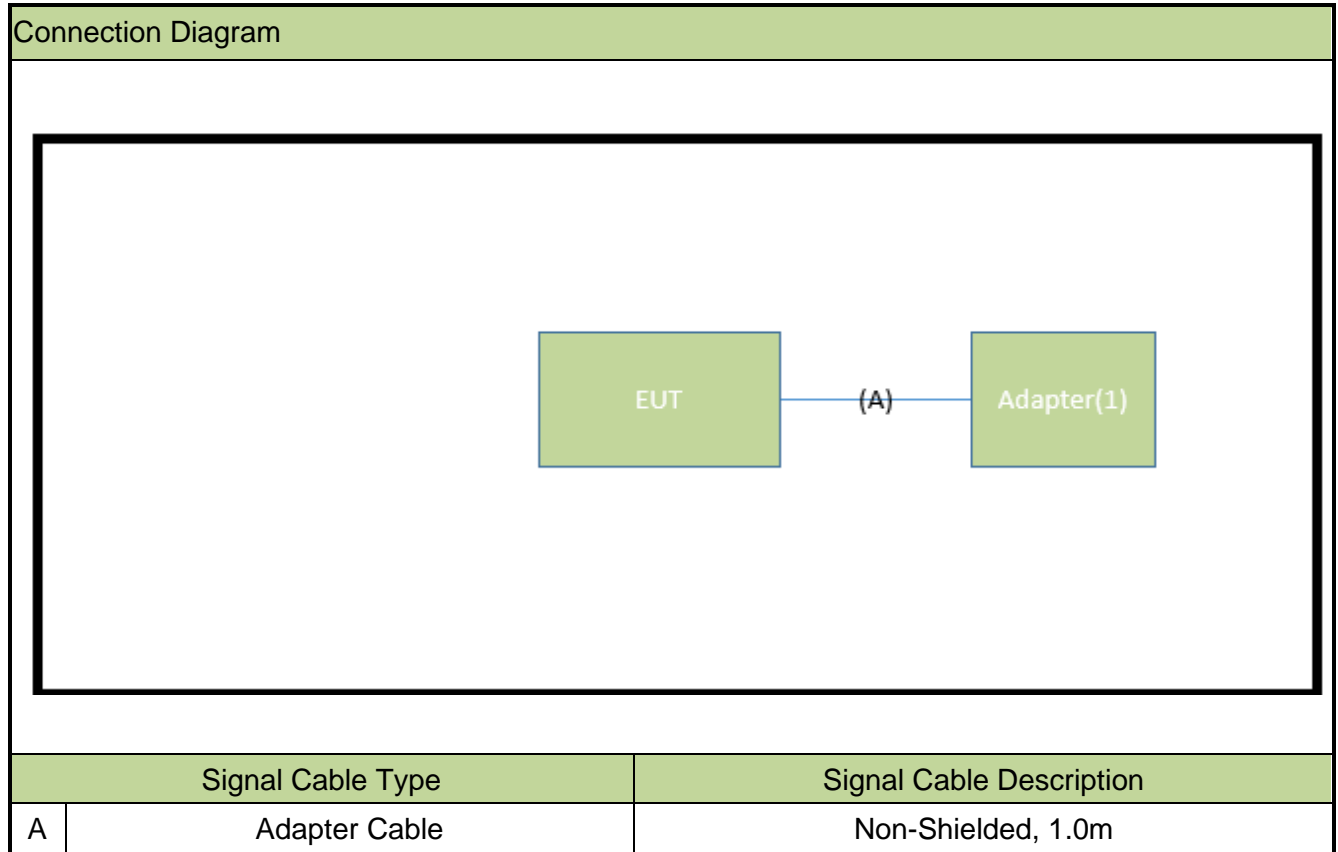 Connection Diagram
EUT
(A)
Adapter(1)
Signal Cable Type
Signal Cable Description
A
Adapter Cable
Non-Shielded, 1.0m